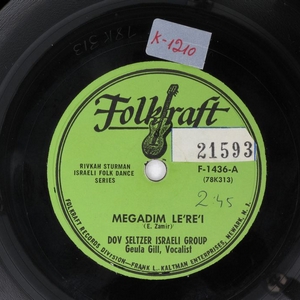 K-1210
Folkraft
RIVKAH STURMAN
ISRAELI FOLK DANCE
SERIES
21593
F-1436-A
(78K313)
2:45
MEGADIM LE'RE'I
(E. Zamir)
DOV SELTZER ISRAELI GROUP
Geula Gill, Vocalist
FOLKRAFT RECORDS DIVISION—FRANK L. KALTMAN ENTERPRISES, NEWARK, N.J.
78K313